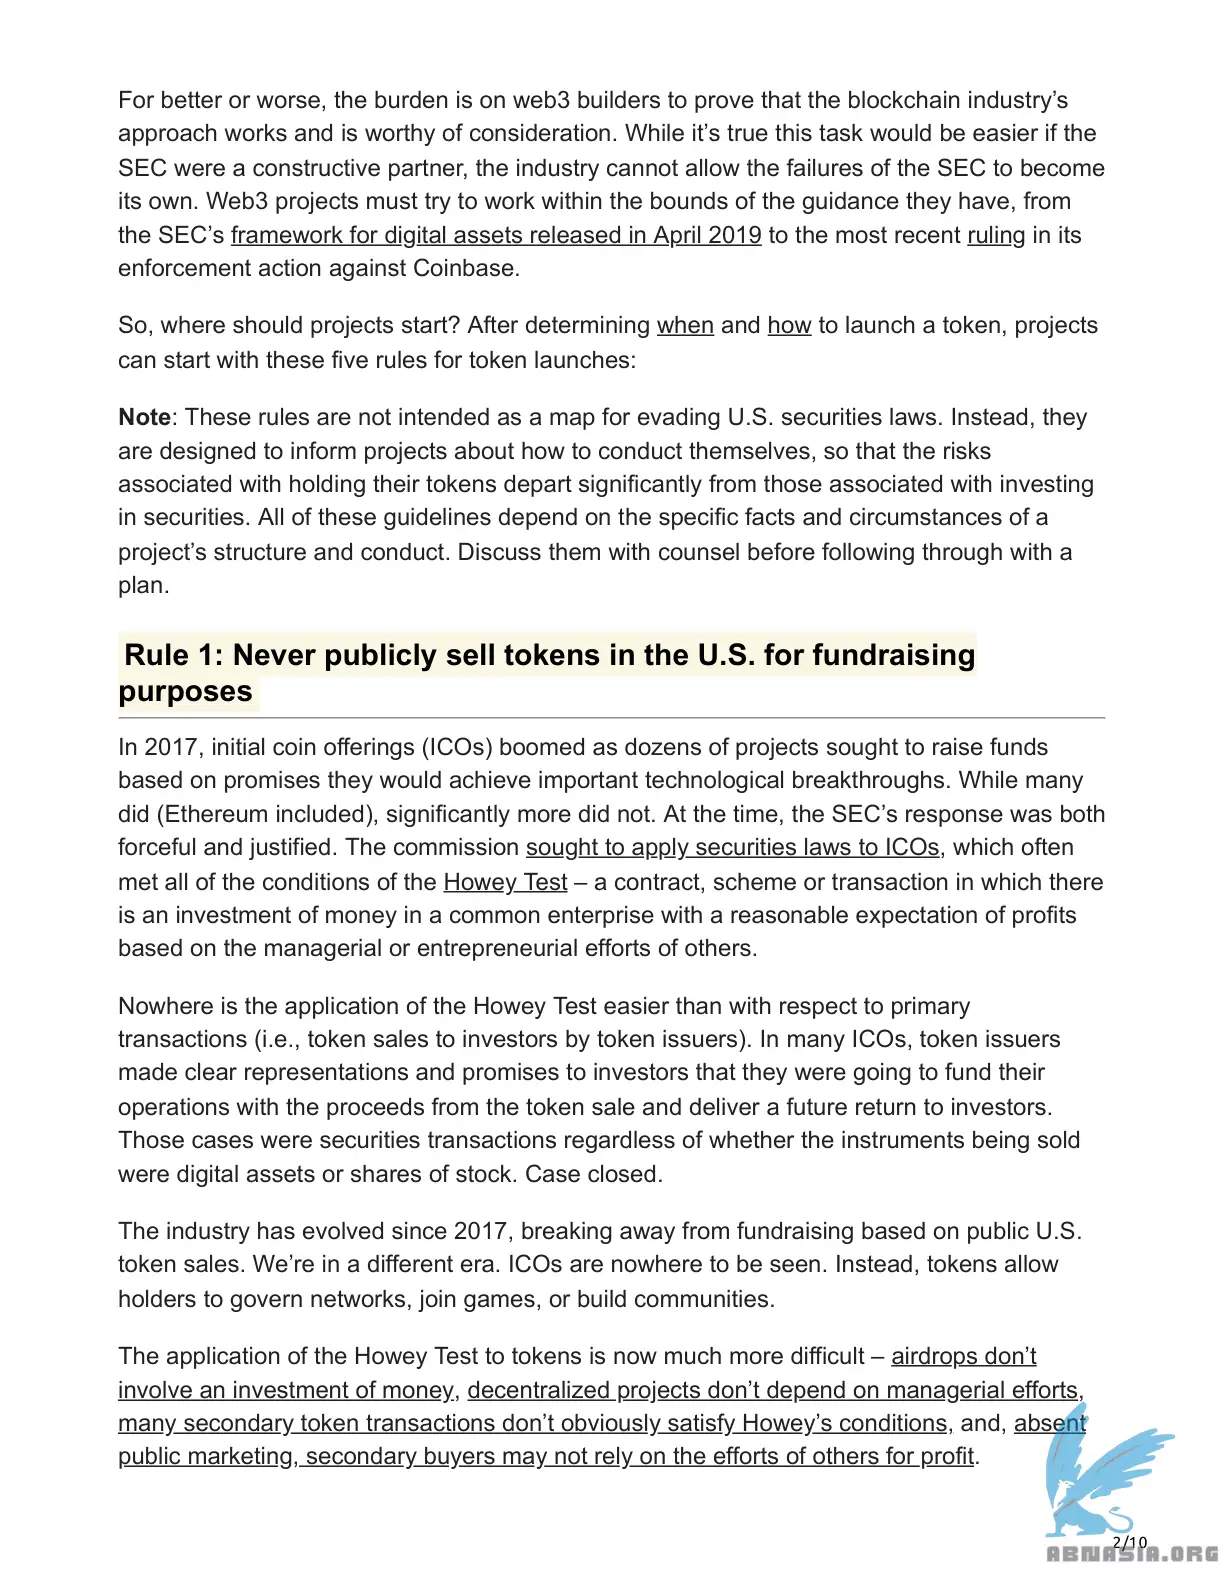 For better or worse, the burden is on web3 builders to prove that the blockchain industry’s
approach works and is worthy of consideration. While it’s true this task would be easier if the
SEC were a constructive partner, the industry cannot allow the failures of the SEC to become
its own. Web3 projects must try to work within the bounds of the guidance they have, from
the SEC’s framework for digital assets released in April 2019 to the most recent ruling in its
enforcement action against Coinbase.
So, where should projects start? After determining when and how to launch a token, projects
can start with these five rules for token launches:
Note: These rules are not intended as a map for evading U.S. securities laws. Instead, they
are designed to inform projects about how to conduct themselves, so that the risks
associated with holding their tokens depart significantly from those associated with investing
in securities. All of these guidelines depend on the specific facts and circumstances of a
project’s structure and conduct. Discuss them with counsel before following through with a
plan.
Rule 1: Never publicly sell tokens in the U.S. for fundraising
purposes
In 2017, initial coin offerings (ICOs) boomed as dozens of projects sought to raise funds
based on promises they would achieve important technological breakthroughs. While many
did (Ethereum included), significantly more did not. At the time, the SEC’s response was both
forceful and justified. The commission sought to apply securities laws to ICOs, which often
met all of the conditions of the Howey Test – a contract, scheme or transaction in which there
is an investment of money in a common enterprise with a reasonable expectation of profits
based on the managerial or entrepreneurial efforts of others.
Nowhere is the application of the Howey Test easier than with respect to primary
transactions (i.e., token sales to investors by token issuers). In many ICOs, token issuers
made clear representations and promises to investors that they were going to fund their
operations with the proceeds from the token sale and deliver a future return to investors.
Those cases were securities transactions regardless of whether the instruments being sold
were digital assets or shares of stock. Case closed.
The industry has evolved since 2017, breaking away from fundraising based on public U.S.
token sales. We’re in a different era. ICOs are nowhere to be seen. Instead, tokens allow
holders to govern networks, join games, or build communities.
The application of the Howey Test to tokens is now much more difficult – airdrops don’t
involve an investment of money, decentralized projects don’t depend on managerial efforts,
many secondary token transactions don’t obviously satisfy Howey’s conditions, and, absent
public marketing, secondary buyers may not rely on the efforts of others for profit.
2/10
ABNASIA.ORG